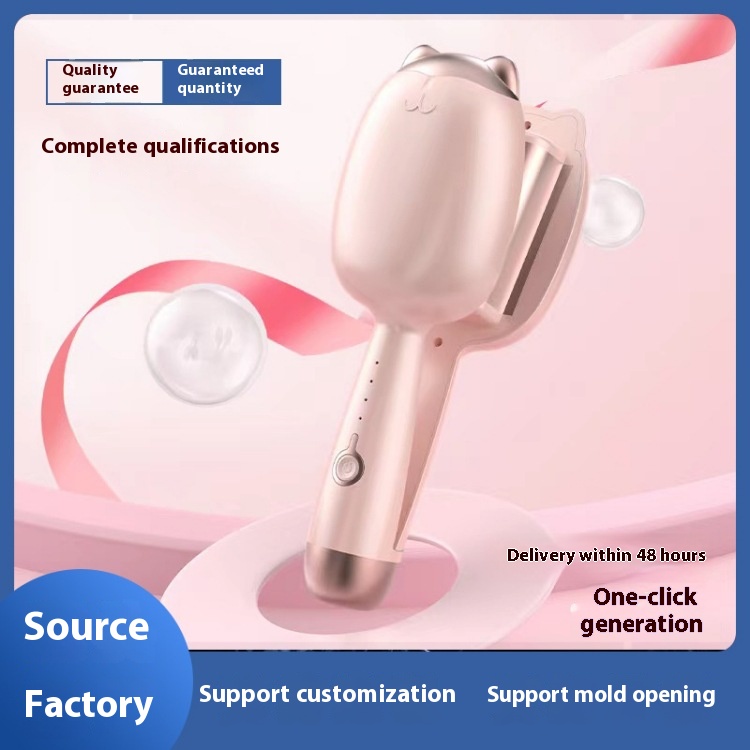 Quality
guarantee
Guaranteed
quantity
Complete qualifications
Delivery within 48 hours
One-click
generation
Source
Factory
Support customization
Support mold opening